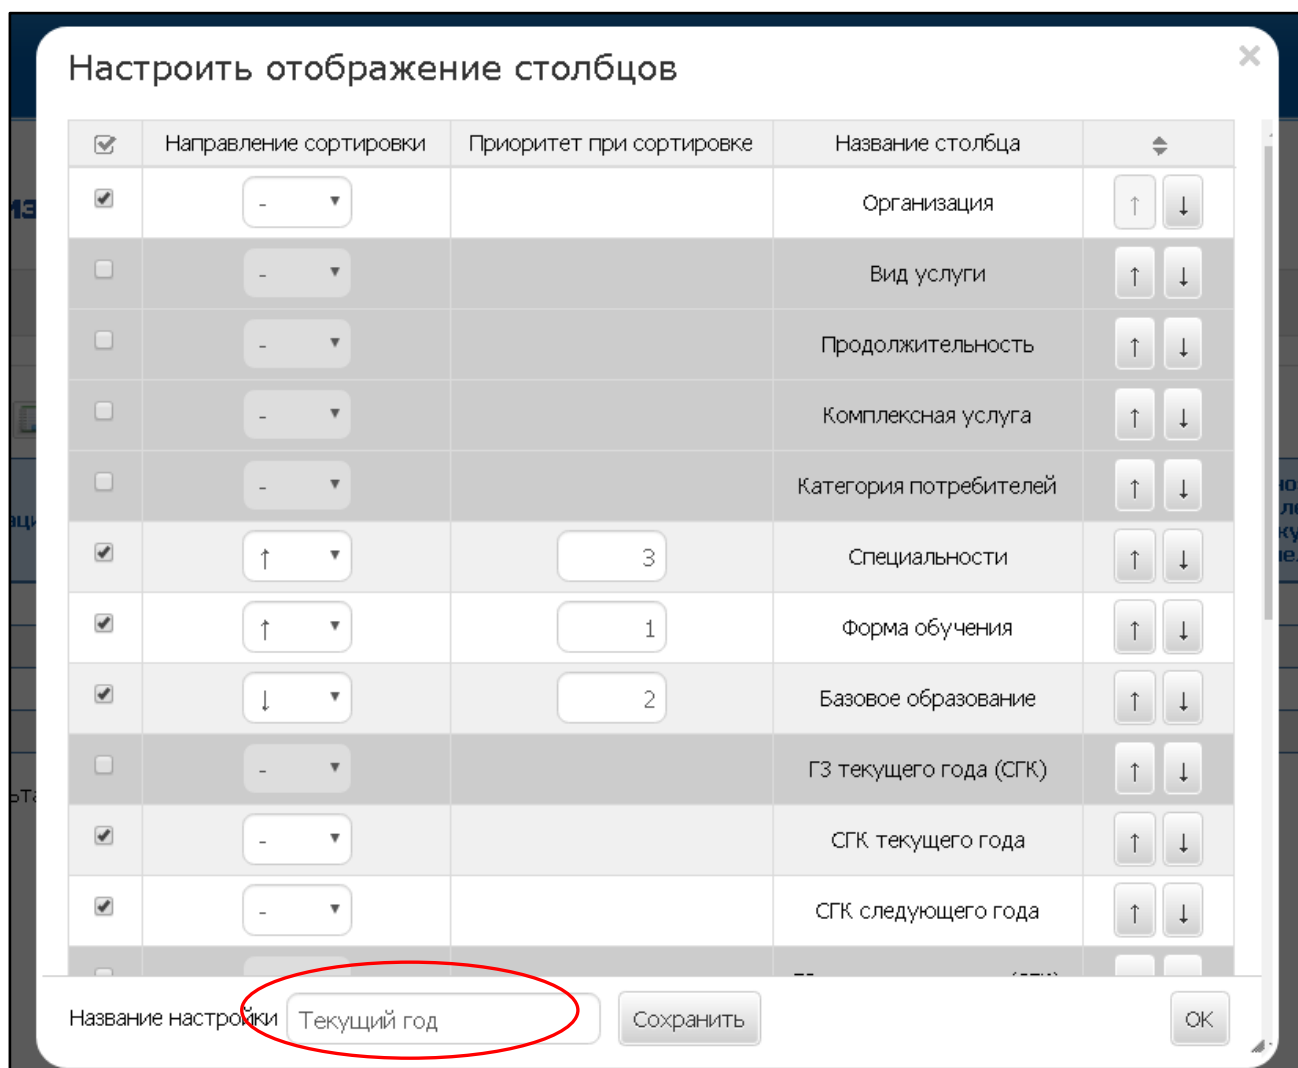 Настроить отображение столбцов ×
Направление сортировки Приоритет при сортировке Название столбца
- Организация ↑ ↓
- Вид услуги ↑ ↓
- Продолжительность ↑ ↓
- Комплексная услуга ↑ ↓
- Категория потребителей ↑ ↓
↑ 3 Специальности ↑ ↓
↑ 1 Форма обучения ↑ ↓
↓ 2 Базовое образование ↑ ↓
- ГЗ текущего года (СГК) ↑ ↓
- СГК текущего года ↑ ↓
- СГК следующего года ↑ ↓
Название настройки Текущий год Сохранить OK